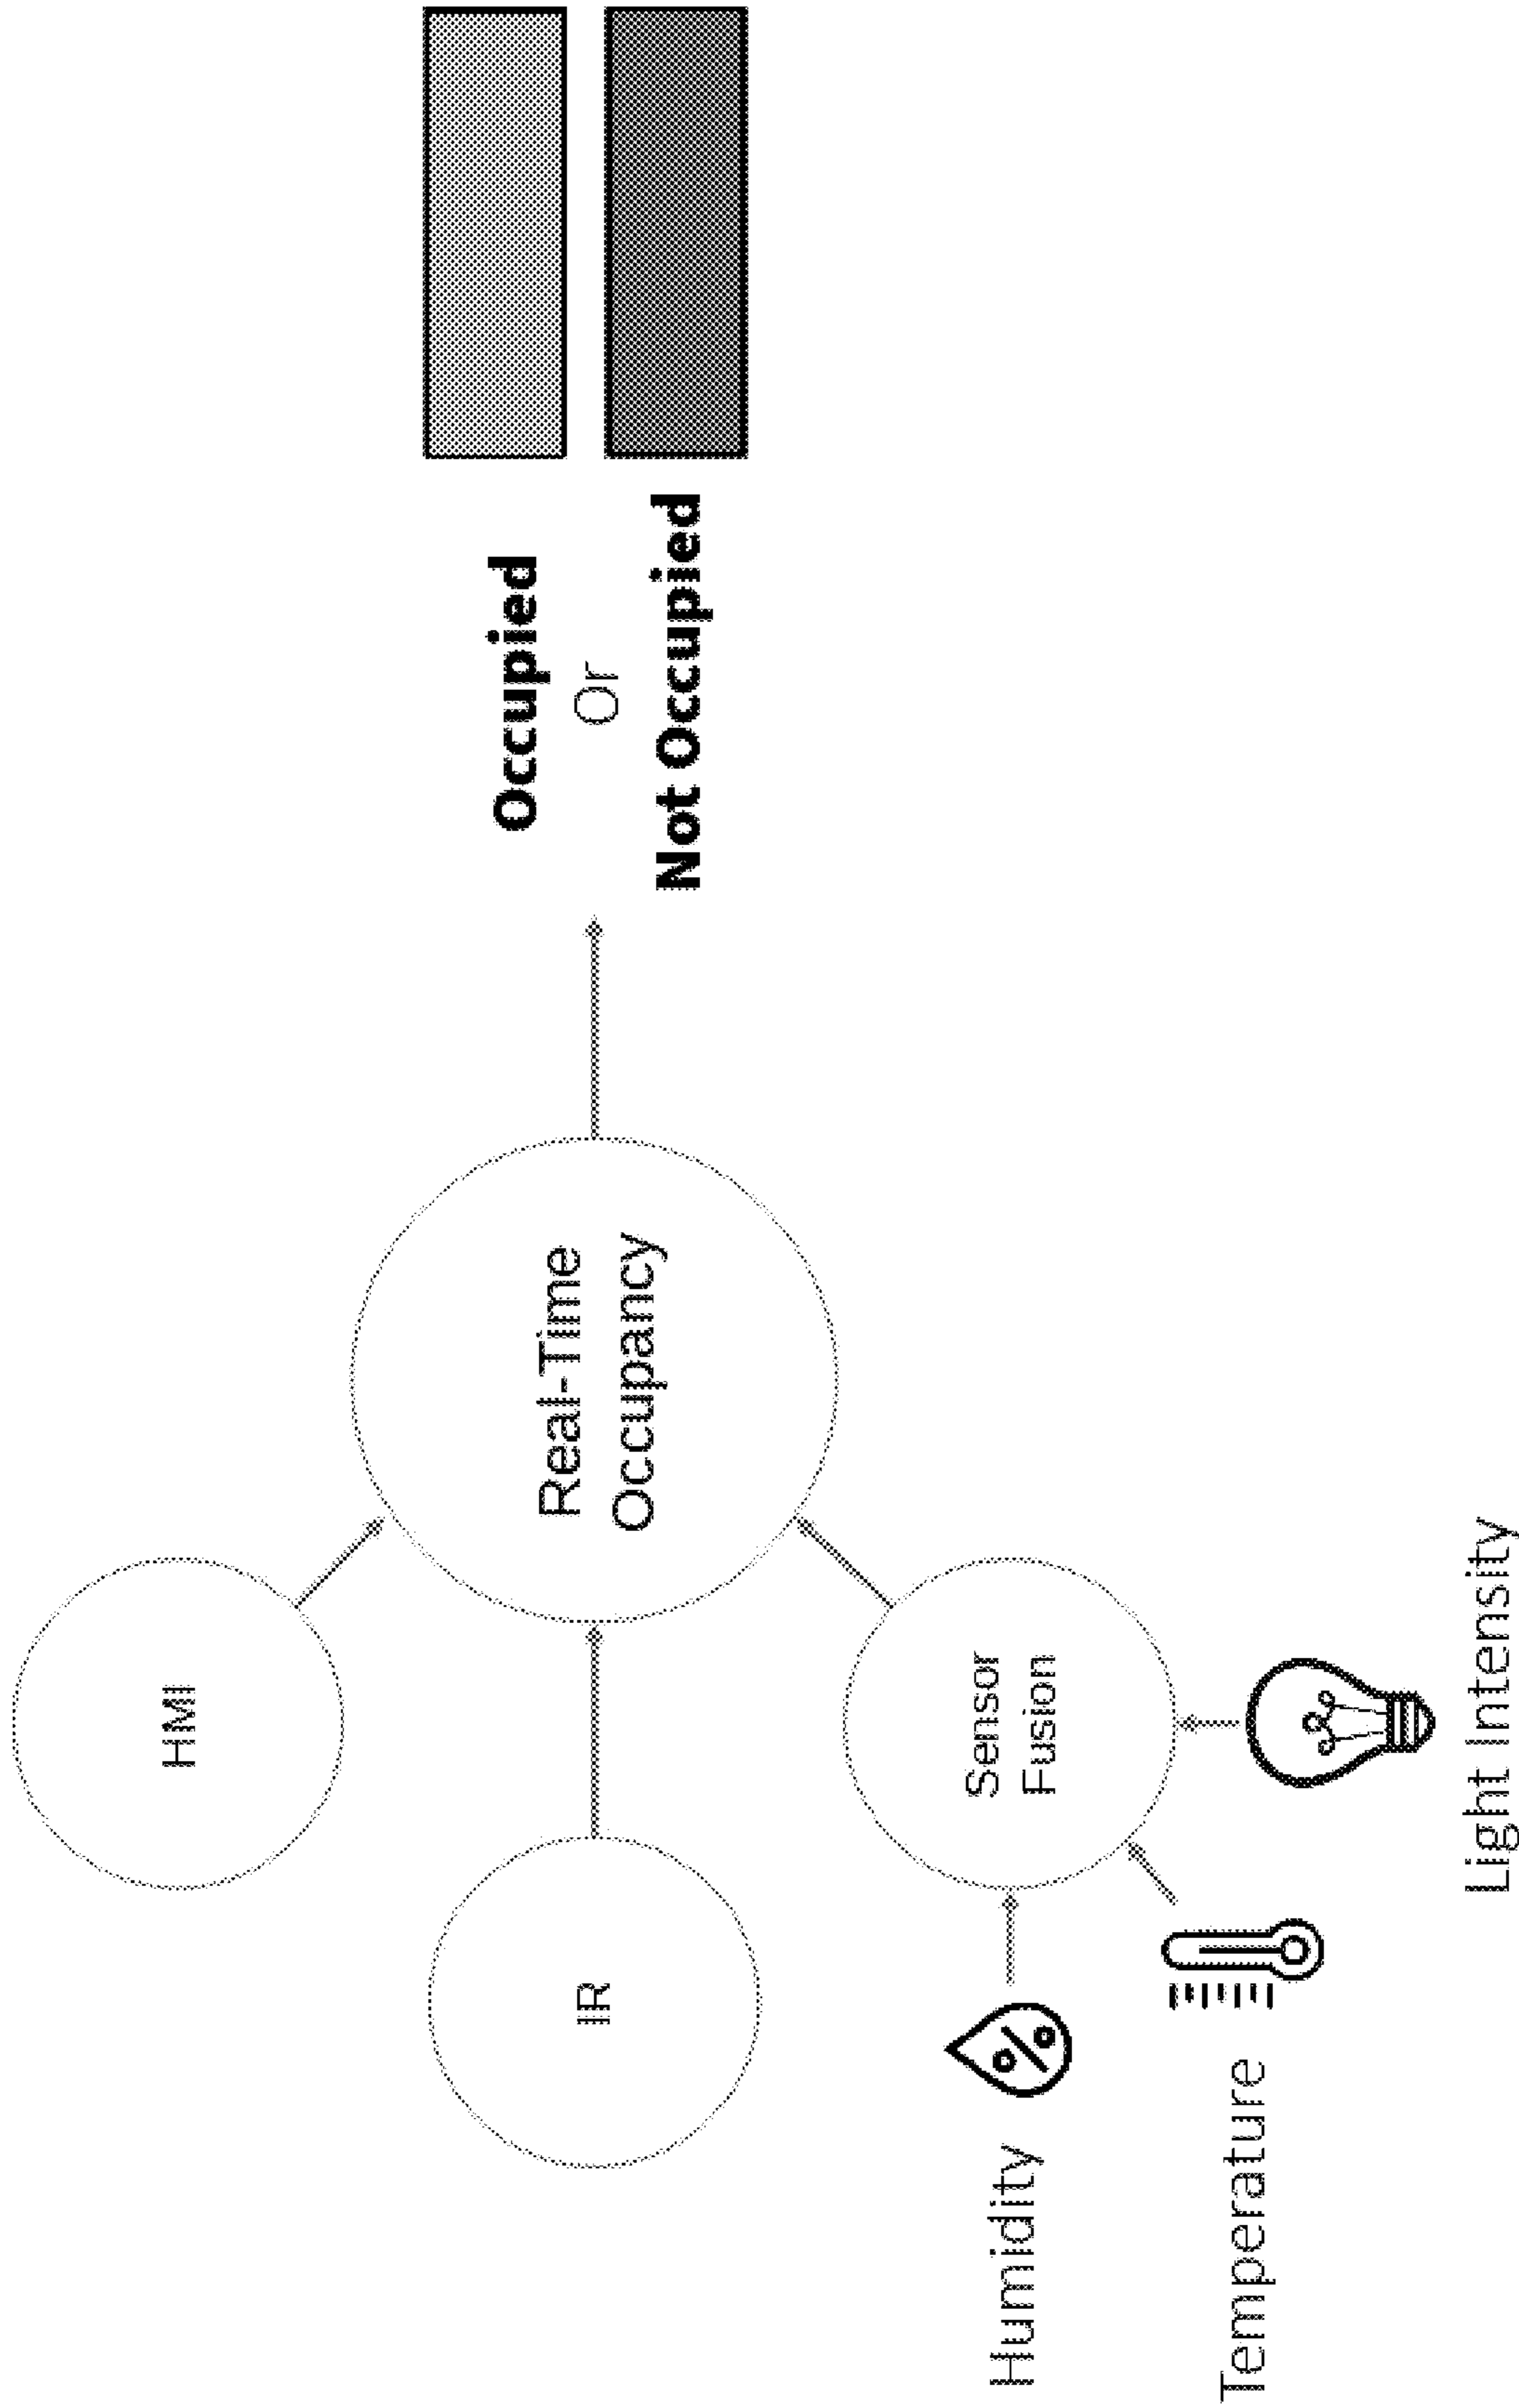 HMI
IR
Real-Time
Occupancy
Occupied
Or
Not Occupied
Sensor
Fusion
Humidity
%
Temperature
Light Intensity